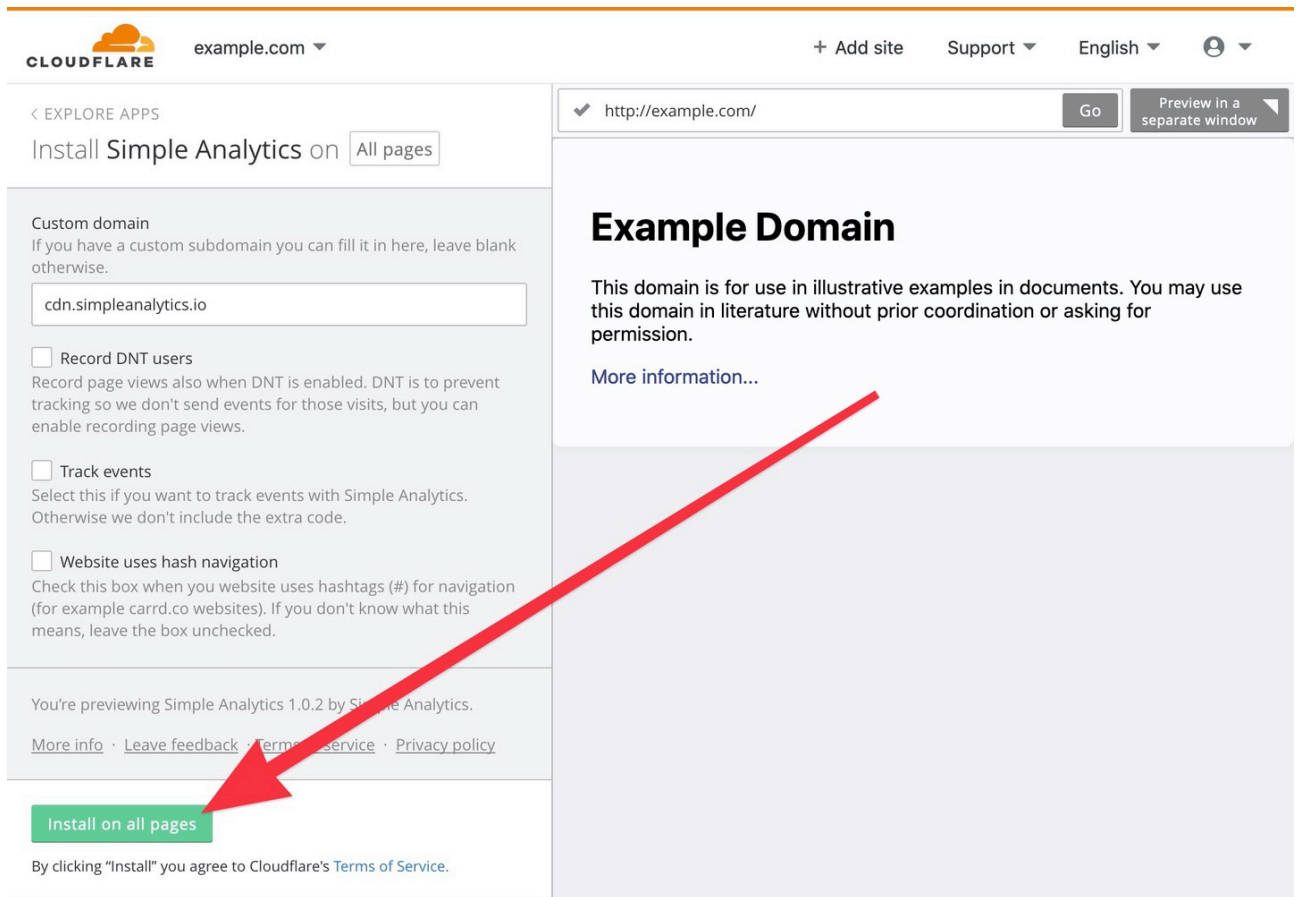 CLOUDFLARE
example.com
+ Add site
Support
English
< EXPLORE APPS
Install Simple Analytics on All pages
Custom domain
If you have a custom subdomain you can fill it in here, leave blank
otherwise.
cdn.simpleanalytics.io
Record DNT users
Record page views also when DNT is enabled. DNT is to prevent
tracking so we don't send events for those visits, but you can
enable recording page views.
Track events
Select this if you want to track events with Simple Analytics.
Otherwise we don't include the extra code.
Website uses hash navigation
Check this box when you website uses hashtags (#) for navigation
(for example carrd.co websites). If you don't know what this
means, leave the box unchecked.
You're previewing Simple Analytics 1.0.2 by Simple Analytics.
More info · Leave feedback · Terms of service · Privacy policy
Install on all pages
By clicking “Install” you agree to Cloudflare's Terms of Service.
http://example.com/
Go
Preview in a
separate window
Example Domain
This domain is for use in illustrative examples in documents. You may use
this domain in literature without prior coordination or asking for
permission.
More information...